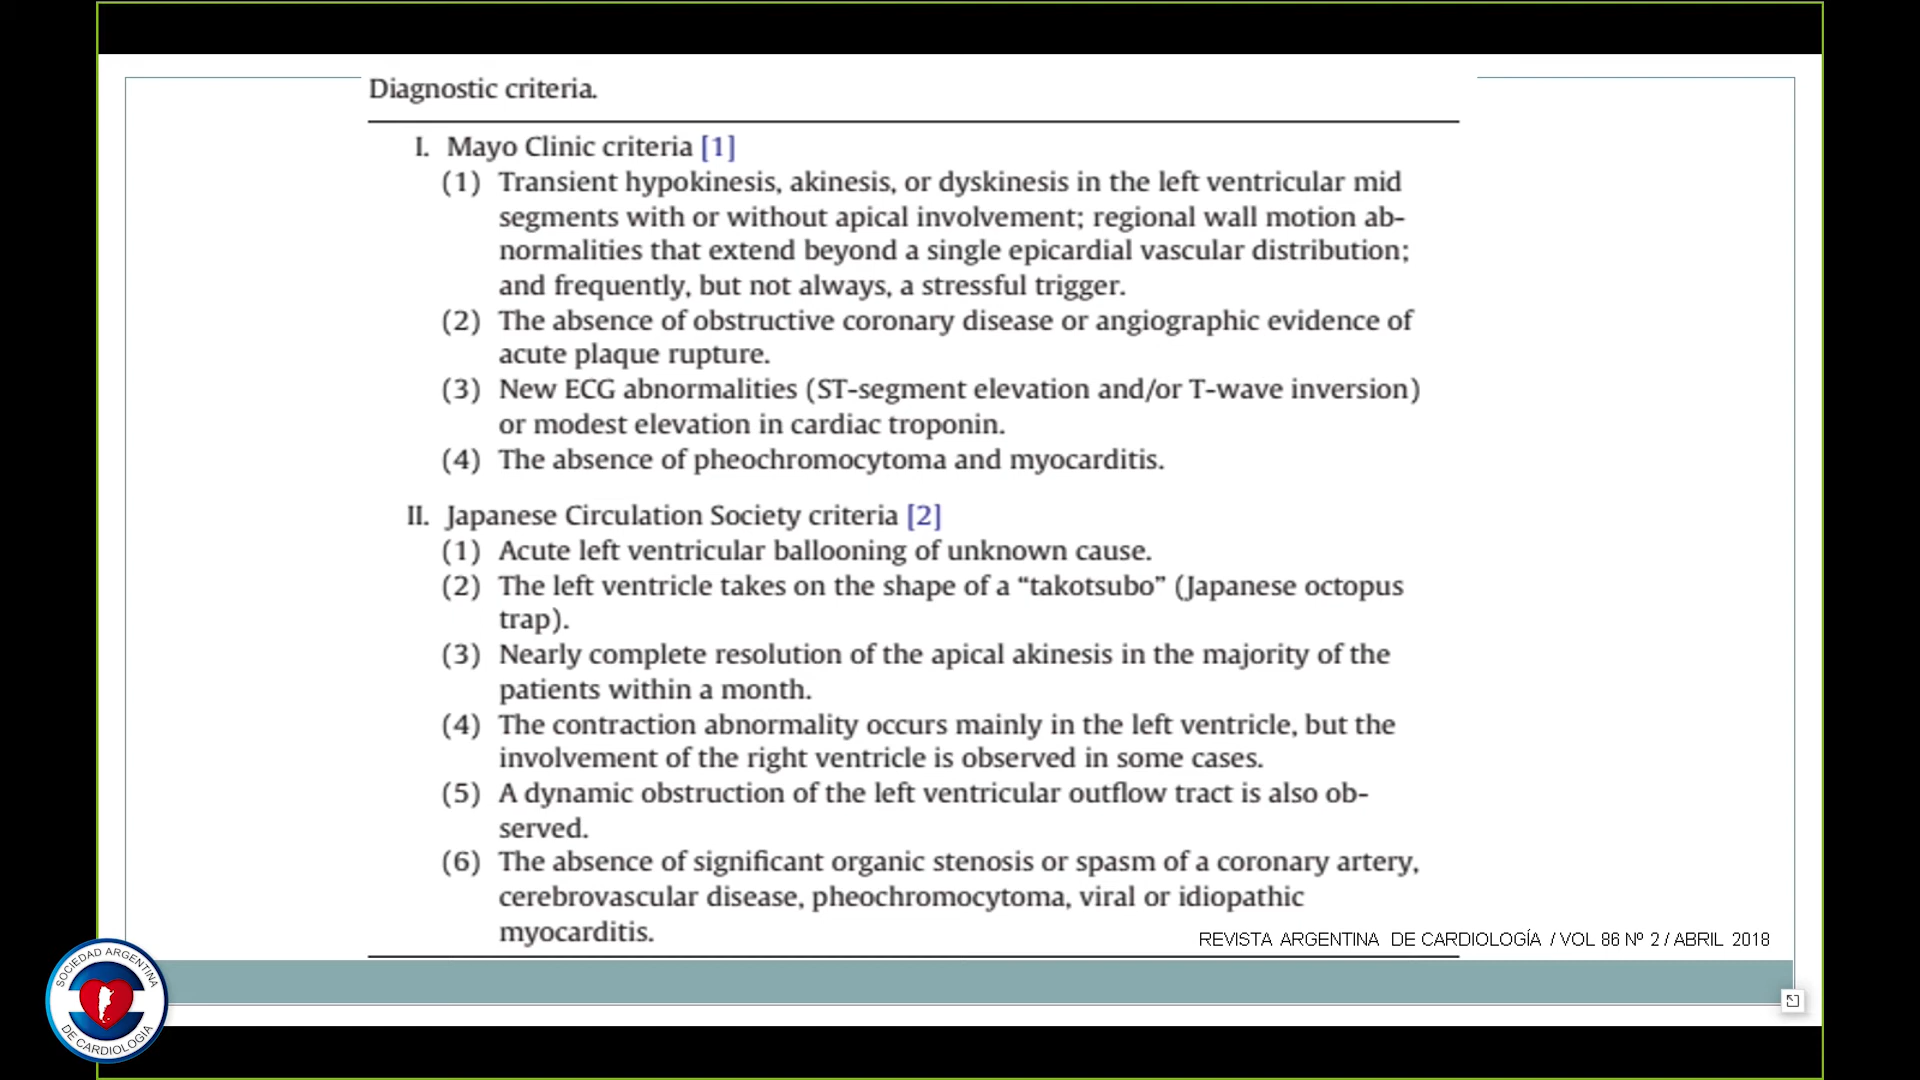 Diagnostic criteria.
I. Mayo Clinic criteria [1]
(1) Transient hypokinesis, akinesis, or dyskinesis in the left ventricular mid
segments with or without apical involvement; regional wall motion ab-
normalities that extend beyond a single epicardial vascular distribution;
and frequently, but not always, a stressful trigger.
(2) The absence of obstructive coronary disease or angiographic evidence of
acute plaque rupture.
(3) New ECG abnormalities (ST-segment elevation and/or T-wave inversion)
or modest elevation in cardiac troponin.
(4) The absence of pheochromocytoma and myocarditis.
II. Japanese Circulation Society criteria [2]
(1) Acute left ventricular ballooning of unknown cause.
(2) The left ventricle takes on the shape of a “takotsubo” (Japanese octopus
trap).
(3) Nearly complete resolution of the apical akinesis in the majority of the
patients within a month.
(4) The contraction abnormality occurs mainly in the left ventricle, but the
involvement of the right ventricle is observed in some cases.
(5) A dynamic obstruction of the left ventricular outflow tract is also ob-
served.
(6) The absence of significant organic stenosis or spasm of a coronary artery,
cerebrovascular disease, pheochromocytoma, viral or idiopathic
myocarditis.
REVISTA ARGENTINA DE CARDIOLOGÍA / VOL 86 Nº 2 / ABRIL 2018
SOCIEDAD ARGENTINA
DE CARDIOLOGÍA